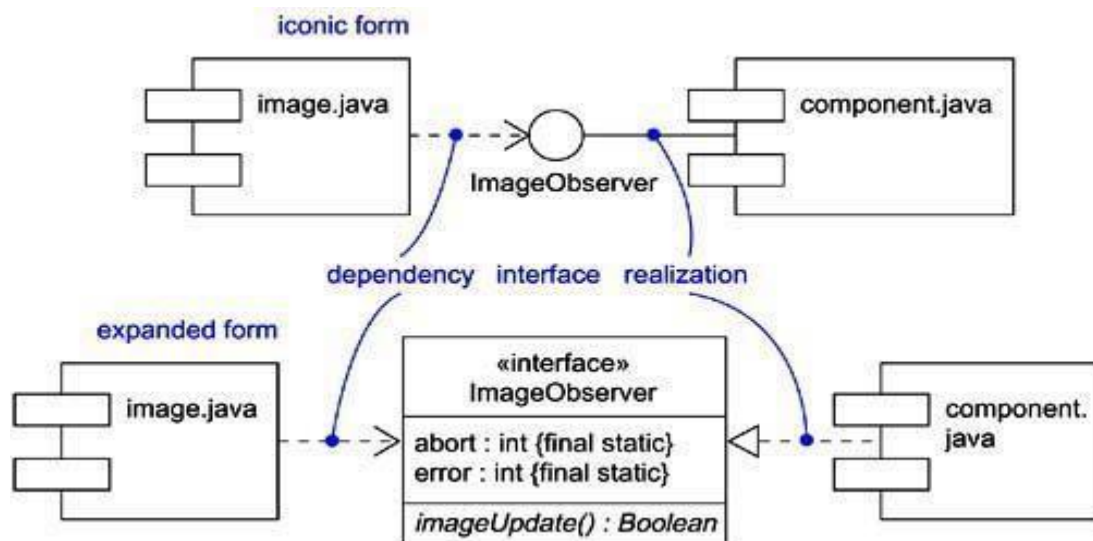 iconic form
image.java
component.java
ImageObserver
dependency interface realization
expanded form
image.java
«interface»
ImageObserver
abort : int {final static}
error : int {final static}
imageUpdate() : Boolean
component.
java